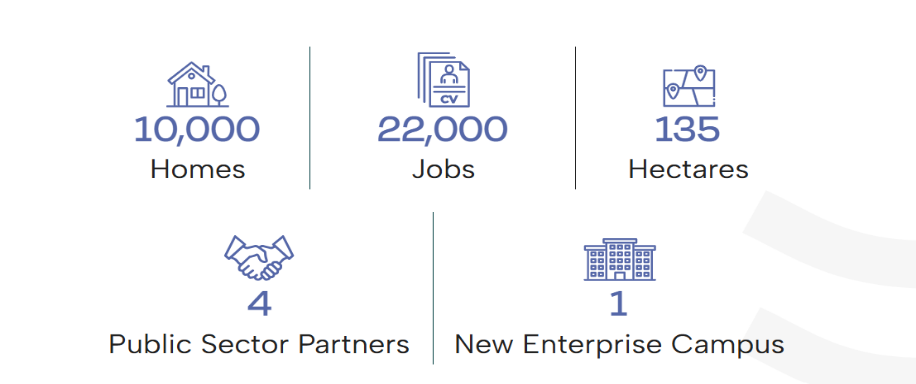 CV
10,000
Homes
22,000
Jobs
135
Hectares
4
Public Sector Partners
1
New Enterprise Campus